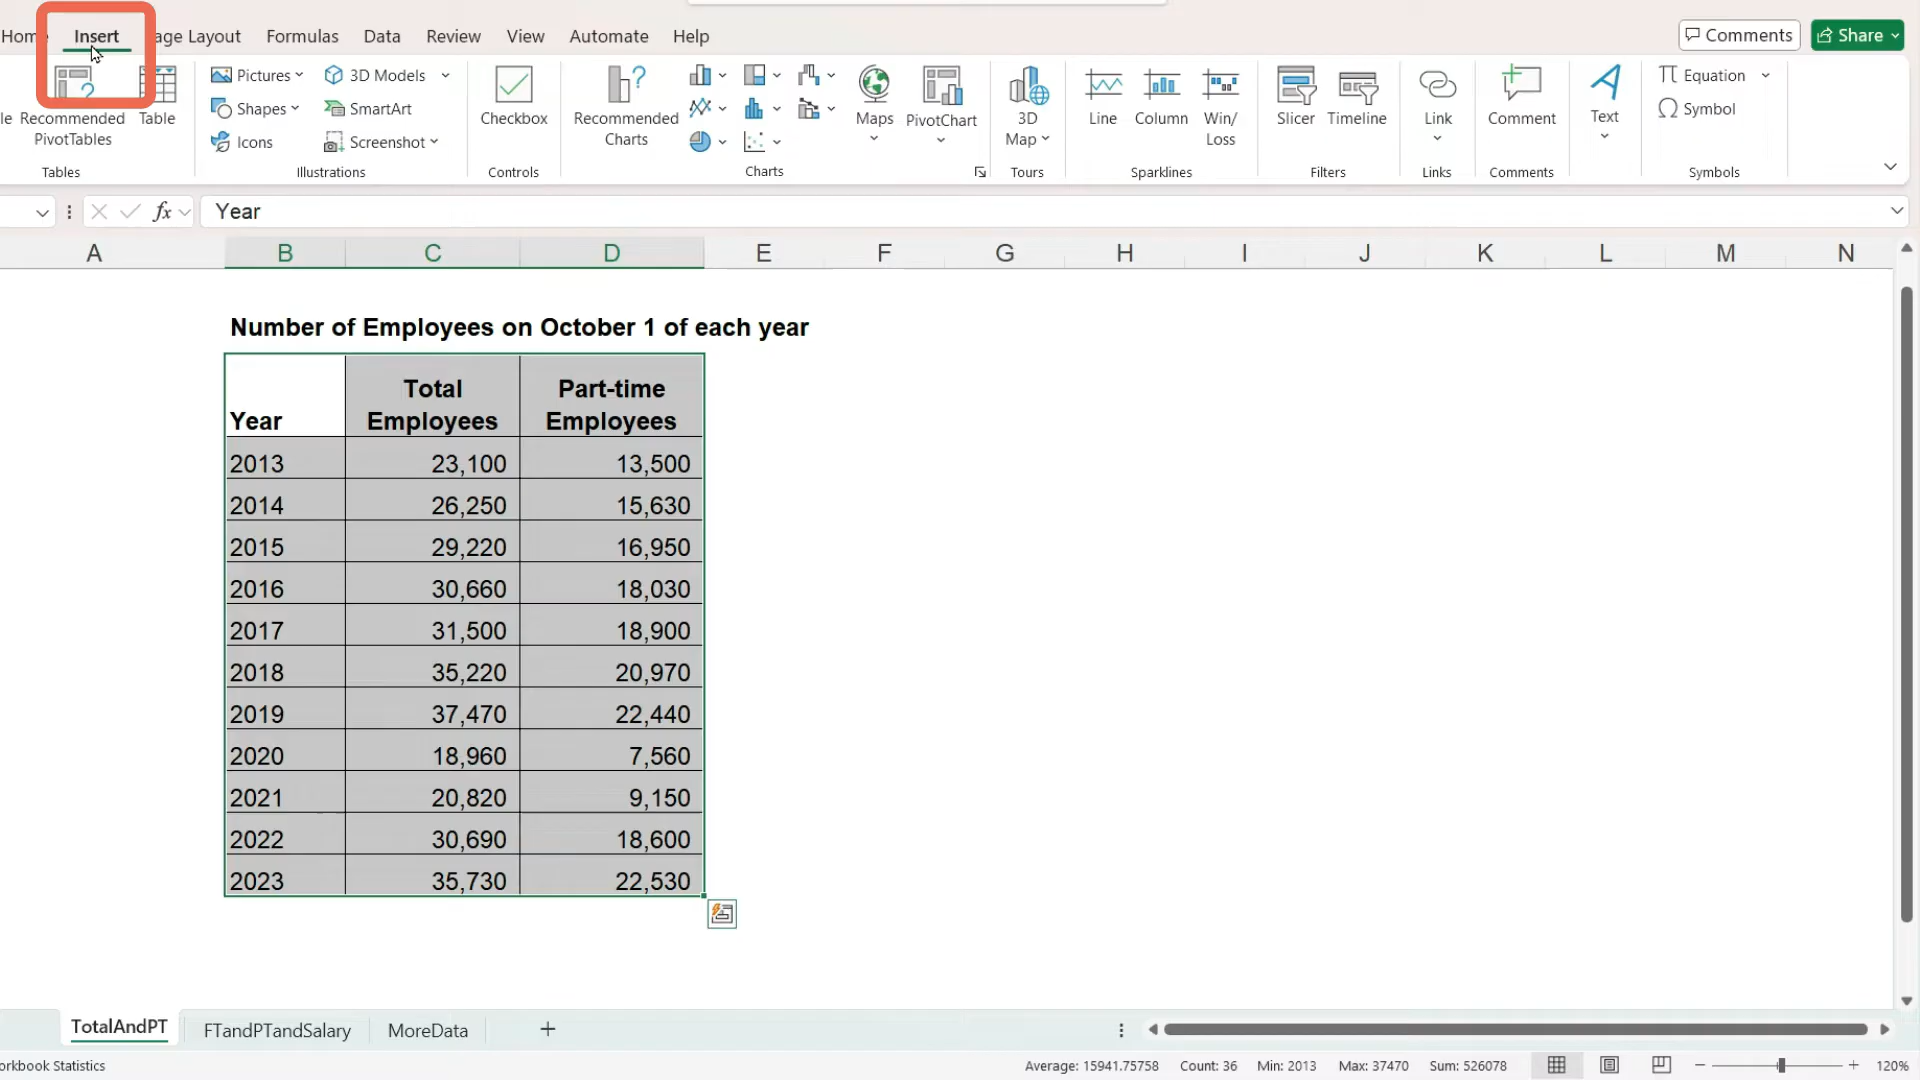 Home Insert Page Layout Formulas Data Review View Automate Help Comments Share
Pictures 3D Models Equation
Shapes SmartArt Symbol
Icons Screenshot
le Recommended PivotTables
Table
Checkbox
Recommended Charts
Maps
PivotChart
3D Map
Line
Column
Win/Loss
Slicer
Timeline
Link
Comment
Text
Tables Illustrations Controls Charts Tours Sparklines Filters Links Comments Symbols
fx Year
A B C D E F G H I J K L M N
Number of Employees on October 1 of each year
Year Total Employees Part-time Employees
2013 23,100 13,500
2014 26,250 15,630
2015 29,220 16,950
2016 30,660 18,030
2017 31,500 18,900
2018 35,220 20,970
2019 37,470 22,440
2020 18,960 7,560
2021 20,820 9,150
2022 30,690 18,600
2023 35,730 22,530
TotalAndPT FTandPTandSalary MoreData +
orkbook Statistics Average: 15941.75758 Count: 36 Min: 2013 Max: 37470 Sum: 526078 120%